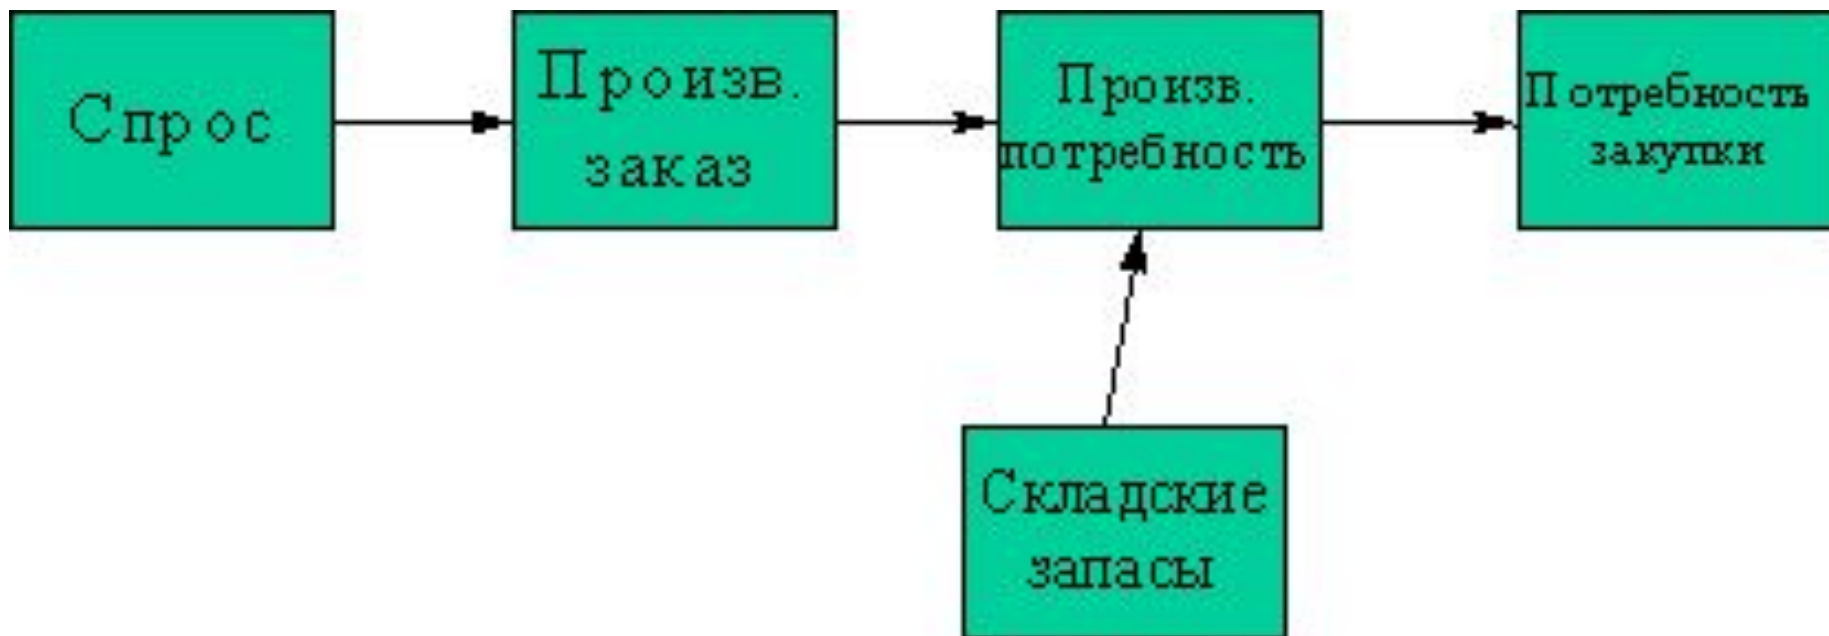 Спрос
Произв.
заказ
Произв.
потребность
Потребность
закупки
Складские
запасы